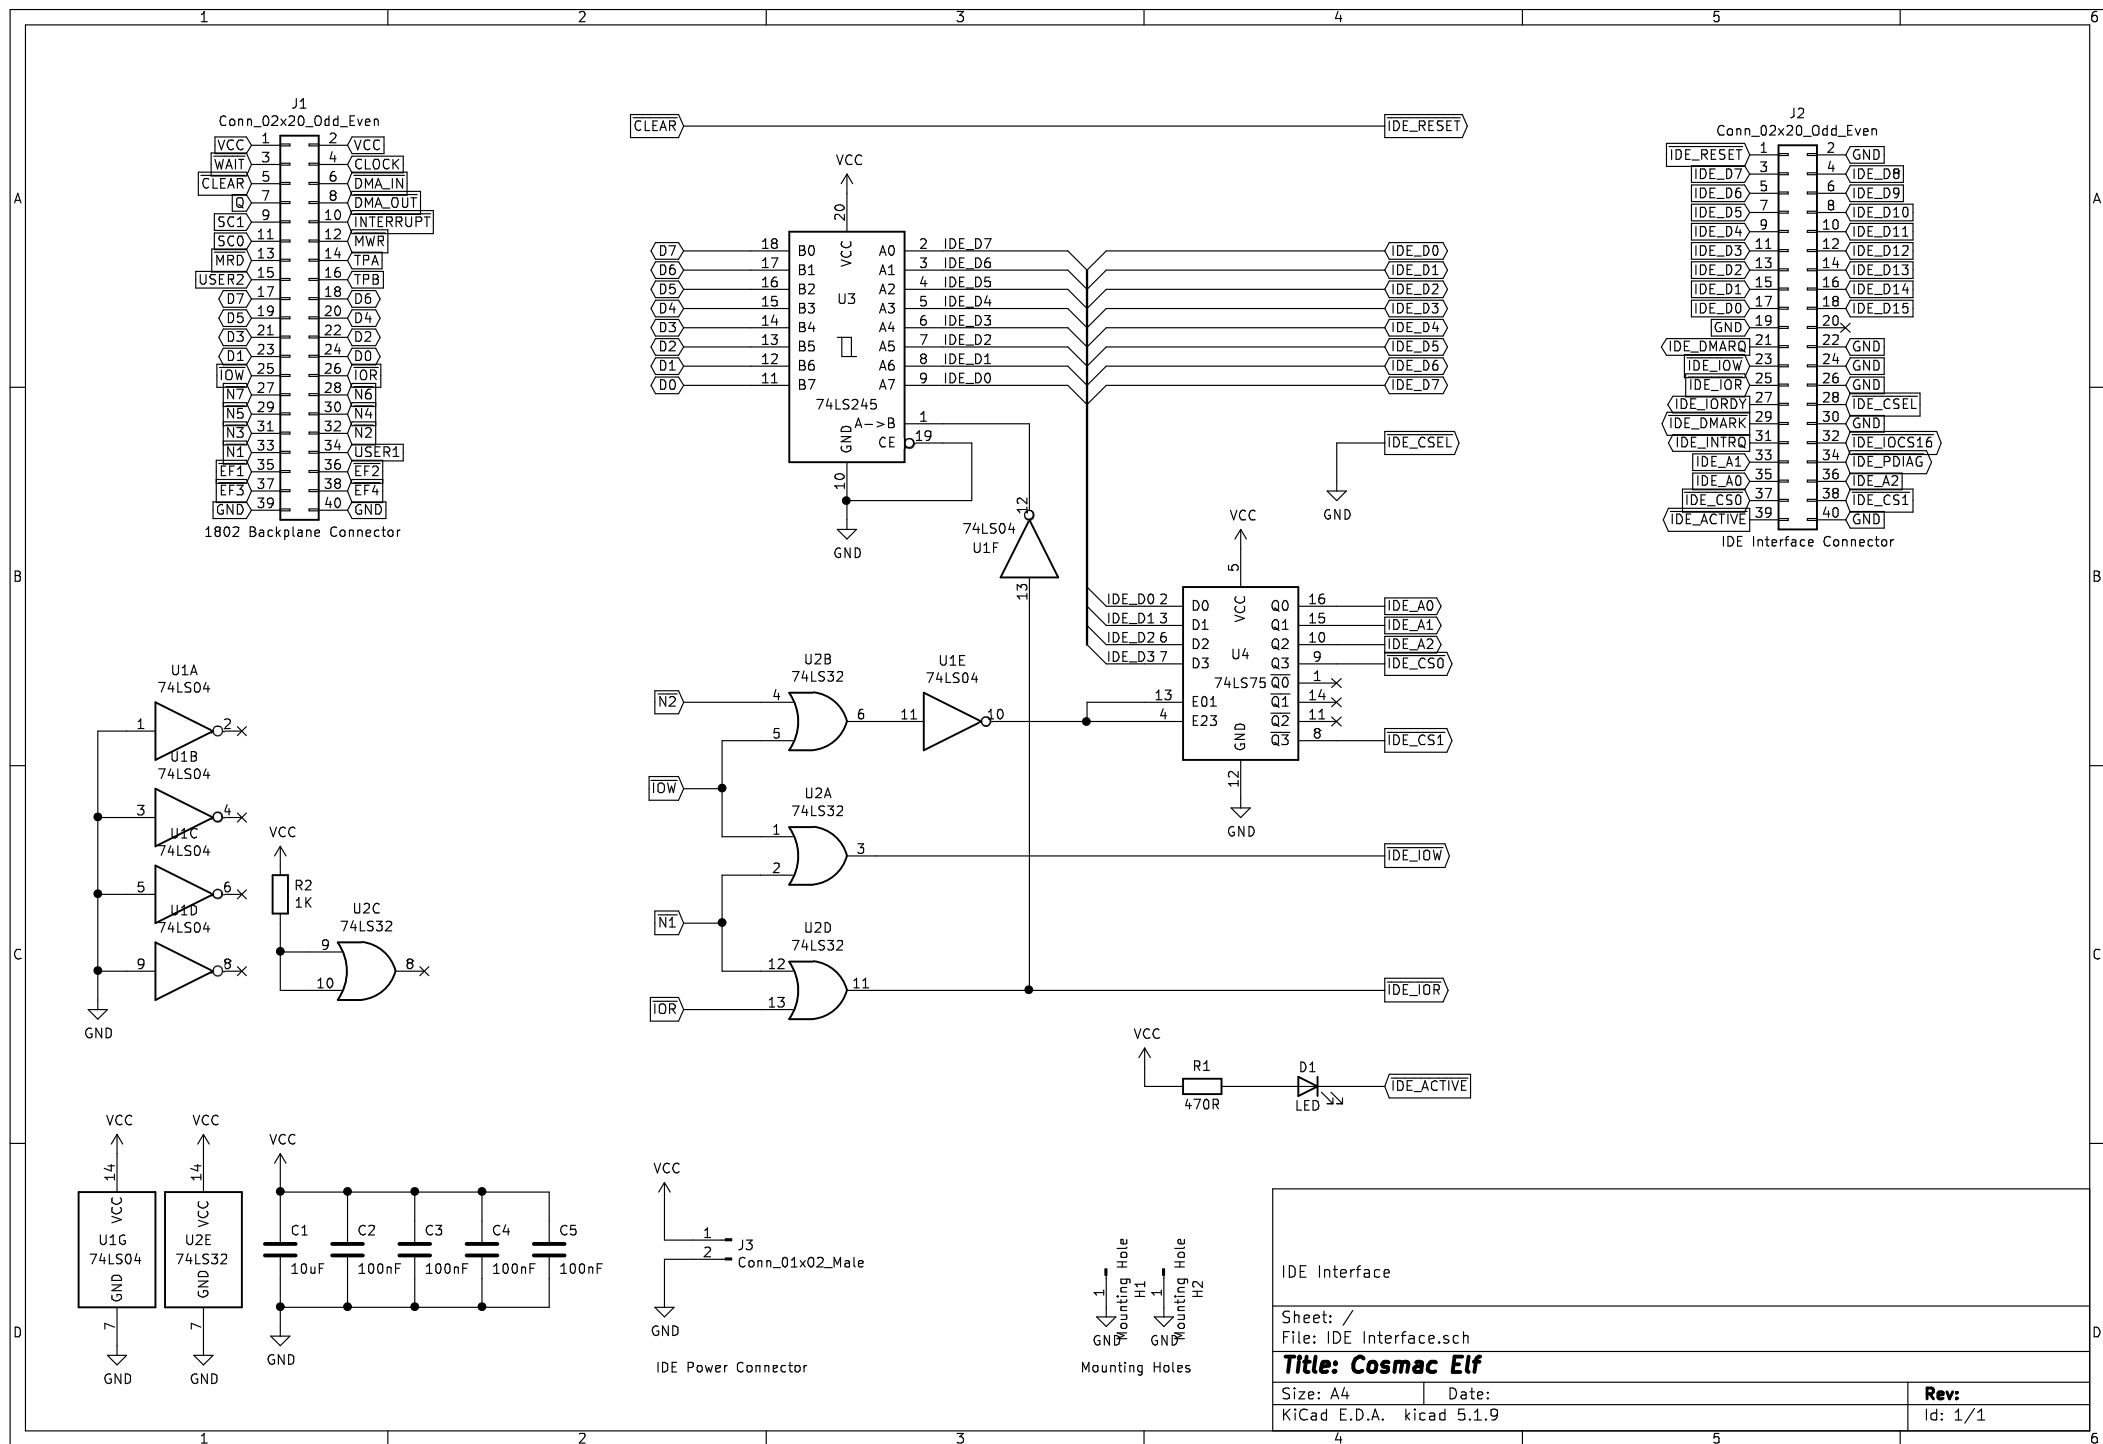 1 2 3 4 5 6
A
B
C
D
J1
Conn_02x20_Odd_Even
VCC 1 2 VCC
WAIT 3 4 CLOCK
CLEAR 5 6 DMA_IN
Q 7 8 DMA_OUT
SC1 9 10 INTERRUPT
SC0 11 12 MWR
MRD 13 14 TPA
USER2 15 16 TPB
D7 17 18 D6
D5 19 20 D4
D3 21 22 D2
D1 23 24 D0
IOW 25 26 IOR
N7 27 28 N6
N5 29 30 N4
N3 31 32 N2
N1 33 34 USER1
EF1 35 36 EF2
EF3 37 38 EF4
GND 39 40 GND
1802 Backplane Connector
CLEAR IDE_RESET
VCC
20
VCC
U3
D7 18 B0 A0 2 IDE_D7 IDE_D0
D6 17 B1 A1 3 IDE_D6 IDE_D1
D5 16 B2 A2 4 IDE_D5 IDE_D2
D4 15 B3 A3 5 IDE_D4 IDE_D3
D3 14 B4 A4 6 IDE_D3 IDE_D4
D2 13 B5 A5 7 IDE_D2 IDE_D5
D1 12 B6 A6 8 IDE_D1 IDE_D6
D0 11 B7 A7 9 IDE_D0 IDE_D7
74LS245
A->B 1
CE 19
GND
10
GND
IDE_CSEL
GND
12
74LS04
U1F
13
J2
Conn_02x20_Odd_Even
IDE_RESET 1 2 GND
IDE_D7 3 4 IDE_D8
IDE_D6 5 6 IDE_D9
IDE_D5 7 8 IDE_D10
IDE_D4 9 10 IDE_D11
IDE_D3 11 12 IDE_D12
IDE_D2 13 14 IDE_D13
IDE_D1 15 16 IDE_D14
IDE_D0 17 18 IDE_D15
GND 19 20
IDE_DMARQ 21 22 GND
IDE_IOW 23 24 GND
IDE_IOR 25 26 GND
IDE_IORDY 27 28 IDE_CSEL
IDE_DMARK 29 30 GND
IDE_INTRQ 31 32 IDE_IOCS16
IDE_A1 33 34 IDE_PDIAG
IDE_A0 35 36 IDE_A2
IDE_CS0 37 38 IDE_CS1
IDE_ACTIVE 39 40 GND
IDE Interface Connector
VCC
5
VCC
IDE_D0 2 D0 Q0 16 IDE_A0
IDE_D1 3 D1 Q1 15 IDE_A1
IDE_D2 6 D2 Q2 10 IDE_A2
IDE_D3 7 D3 Q3 9 IDE_CS0
U4
74LS75 Q0 1
13 E01 Q1 14
4 E23 Q2 11
GND Q3 8 IDE_CS1
12
GND
U1A
74LS04
1 2
U1B
74LS04
3 4
U1C
74LS04
5 6
U1D
74LS04
9 8
GND
VCC
R2
1K
U2C
74LS32
9
10
8
U2B
74LS32
N2 4
5
6
U1E
74LS04
11 10
IOW
U2A
74LS32
1
2
3 IDE_IOW
N1
U2D
74LS32
12
IOR 13
11 IDE_IOR
VCC
R1
470R
D1
LED
IDE_ACTIVE
VCC
14
VCC
U1G
74LS04
GND
7
GND
VCC
14
VCC
U2E
74LS32
GND
7
GND
VCC
C1 C2 C3 C4 C5
10uF 100nF 100nF 100nF 100nF
GND
VCC
1
2
J3
Conn_01x02_Male
GND
IDE Power Connector
1
GND
Mounting Hole
H1
1
GND
Mounting Hole
H2
Mounting Holes
IDE Interface
Sheet: /
File: IDE Interface.sch
Title: Cosmac Elf
Size: A4 Date: Rev:
KiCad E.D.A. kicad 5.1.9 Id: 1/1
A
B
C
D
1 2 3 4 5 6